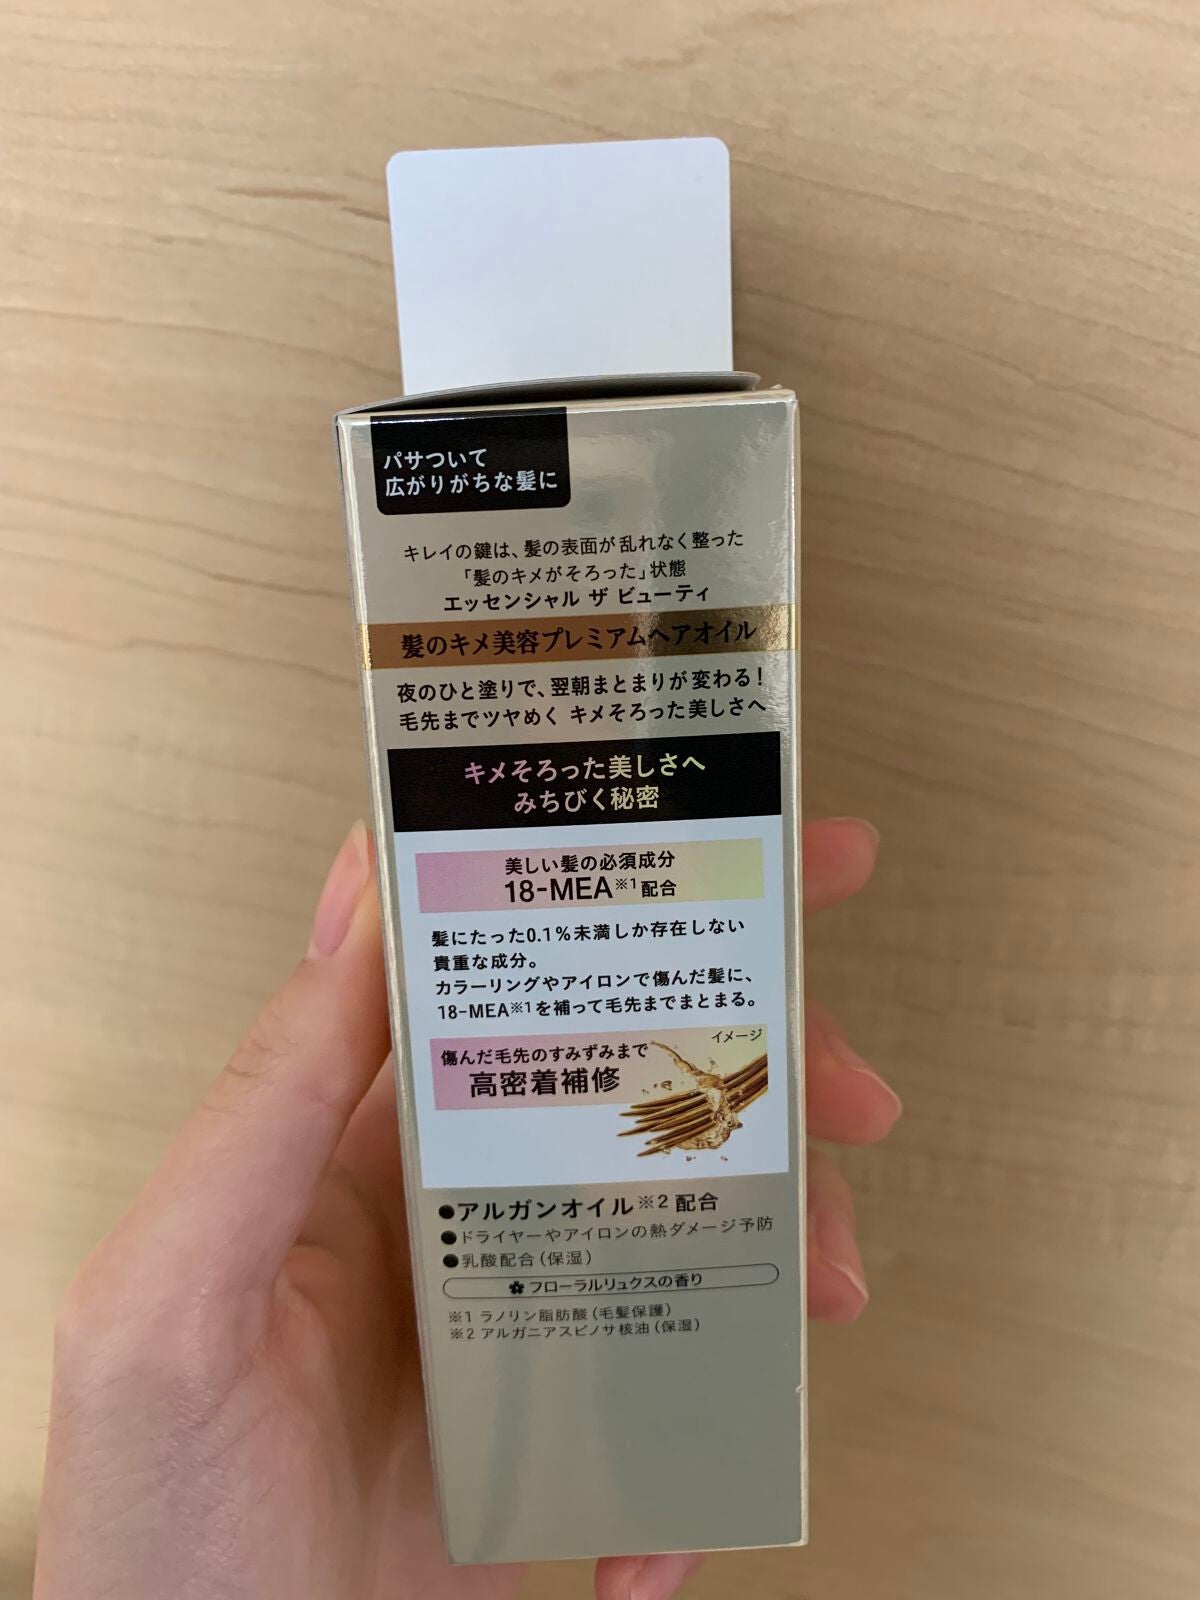 パサついて
広がりがちな髪に
キレイの鍵は、髪の表面が乱れなく整った
「髪のキメがそろった」状態
エッセンシャル ザ ビューティ
髪のキメ美容プレミアムヘアオイル
夜のひと塗りで、翌朝まとまりが変わる!
毛先までツヤめく キメそろった美しさへ
キメそろった美しさへ
みちびく秘密
美しい髪の必須成分
18-MEA※1配合
髪にたった0.1%未満しか存在しない
貴重な成分。
カラーリングやアイロンで傷んだ髪に、
18-MEA※1を補って毛先までまとまる。
イメージ
傷んだ毛先のすみずみまで
高密着補修
●アルガンオイル※2配合
●ドライヤーやアイロンの熱ダメージ予防
●乳酸配合(保湿)
フローラルリュクスの香り
※1 ラノリン脂肪酸(毛髪保護)
※2 アルガニアスピノサ核油(保湿)